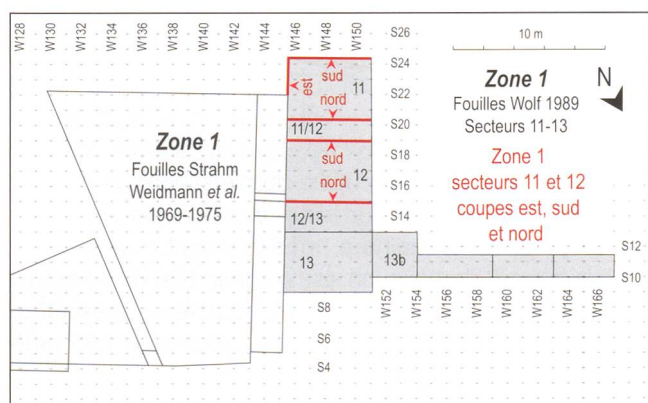 W128
W130
W132
W134
W136
W138
W140
W142
W144
W146
W148
W150
S26
S24
S22
S20
S18
S16
S14
10 m
Zone 1
Fouilles Wolf 1989
Secteurs 11-13
N
Zone 1
secteurs 11 et 12
coupes est, sud
et nord
Zone 1
Fouilles Strahm
Weidmann et al.
1969-1975
est
sud
11
nord
11/12
sud
12
nord
12/13
13
13b
S12
S10
S8
S6
S4
W152
W154
W156
W158
W160
W162
W164
W166